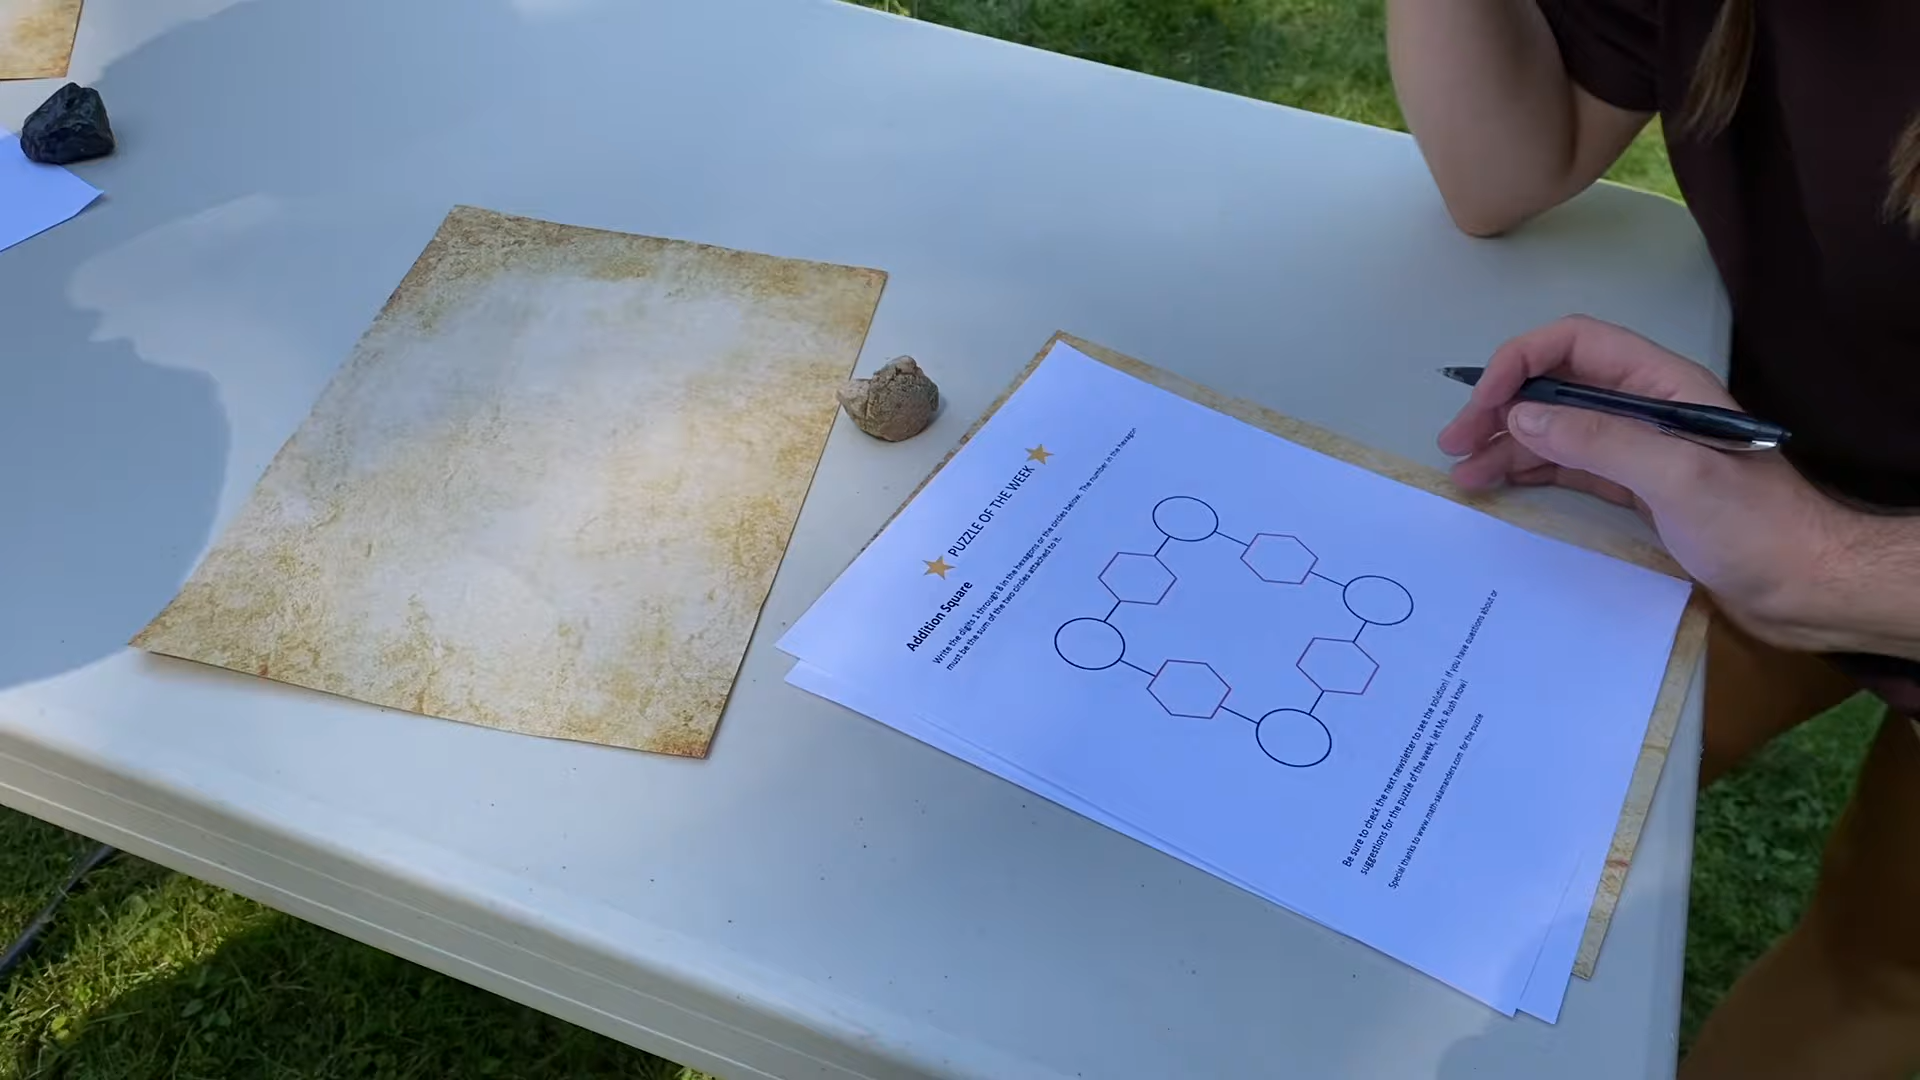 PUZZLE OF THE WEEK
Addition Square
Write the digits 1 through 8 in the hexagons or the circles below. The number in the hexagon
must be the sum of the two circles attached to it.
Be sure to check the next newsletter to see the solution! If you have questions about or
suggestions for the puzzle of the week, let Ms. Rush know!
Special thanks to www.math-salamanders.com for the puzzle